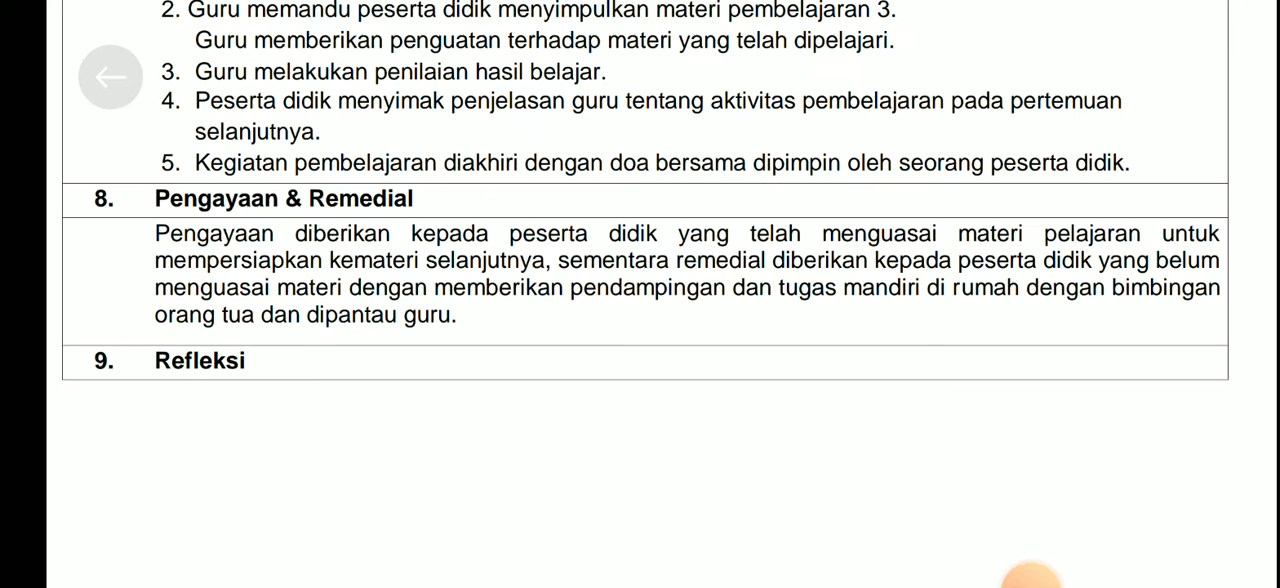 2. Guru memandu peserta didik menyimpulkan materi pembelajaran 3.
Guru memberikan penguatan terhadap materi yang telah dipelajari.
3. Guru melakukan penilaian hasil belajar.
4. Peserta didik menyimak penjelasan guru tentang aktivitas pembelajaran pada pertemuan
selanjutnya.
5. Kegiatan pembelajaran diakhiri dengan doa bersama dipimpin oleh seorang peserta didik.
8. Pengayaan & Remedial
Pengayaan diberikan kepada peserta didik yang telah menguasai materi pelajaran untuk
mempersiapkan kemateri selanjutnya, sementara remedial diberikan kepada peserta didik yang belum
menguasai materi dengan memberikan pendampingan dan tugas mandiri di rumah dengan bimbingan
orang tua dan dipantau guru.
9. Refleksi